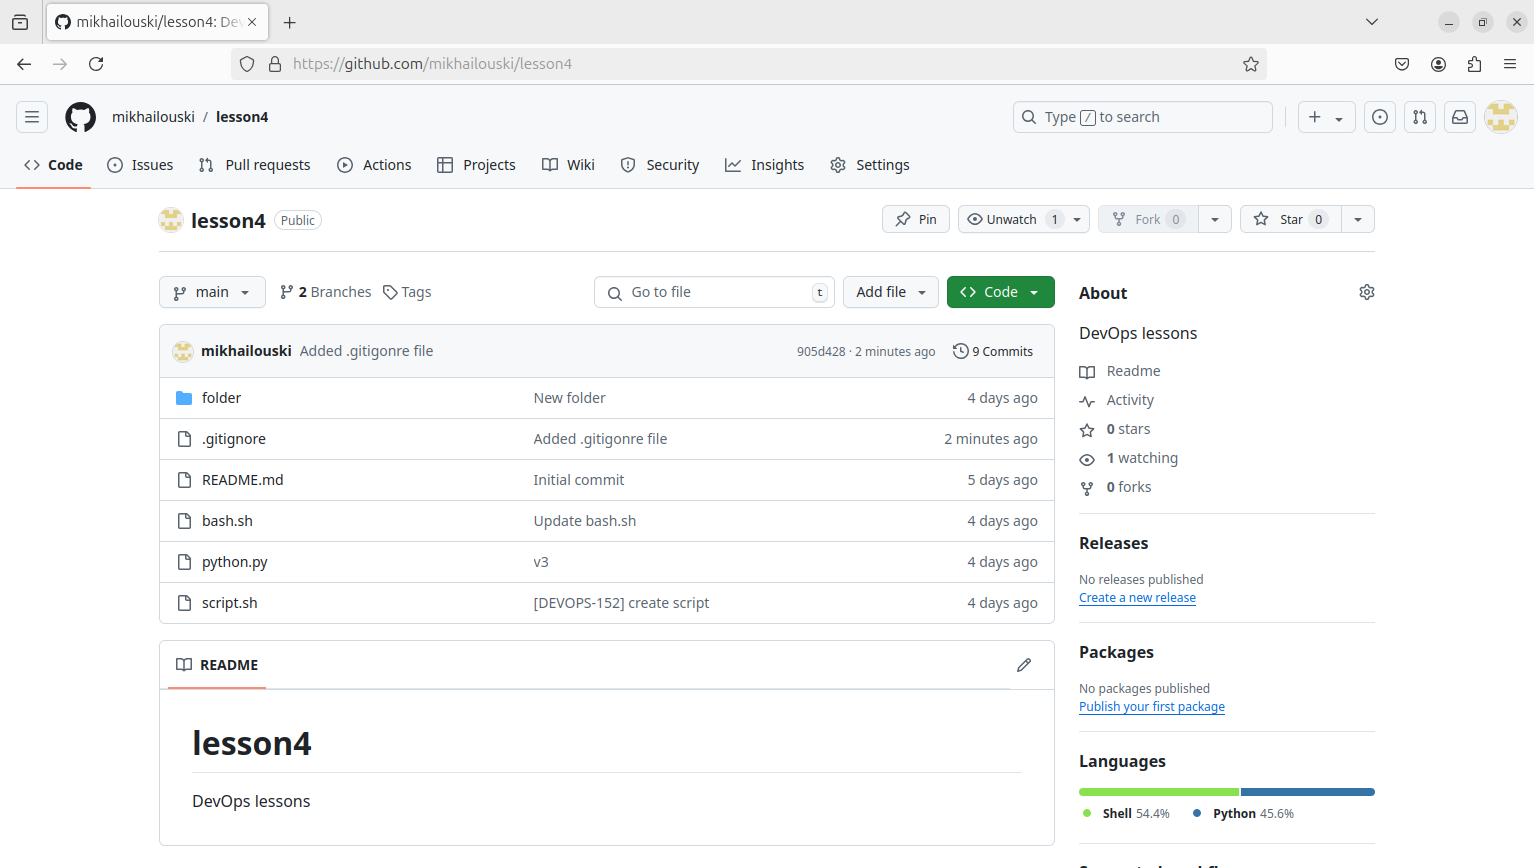 mikhailouski/lesson4: De
https://github.com/mikhailouski/lesson4
mikhailouski / lesson4
Type / to search
Code Issues Pull requests Actions Projects Wiki Security Insights Settings
lesson4 Public
Pin Unwatch 1 Fork 0 Star 0
main 2 Branches Tags Go to file t Add file Code
mikhailouski Added .gitigonre file 905d428 · 2 minutes ago 9 Commits
folder New folder 4 days ago
.gitignore Added .gitigonre file 2 minutes ago
README.md Initial commit 5 days ago
bash.sh Update bash.sh 4 days ago
python.py v3 4 days ago
script.sh [DEVOPS-152] create script 4 days ago
README
lesson4
DevOps lessons
About
DevOps lessons
Readme
Activity
0 stars
1 watching
0 forks
Releases
No releases published
Create a new release
Packages
No packages published
Publish your first package
Languages
Shell 54.4% Python 45.6%